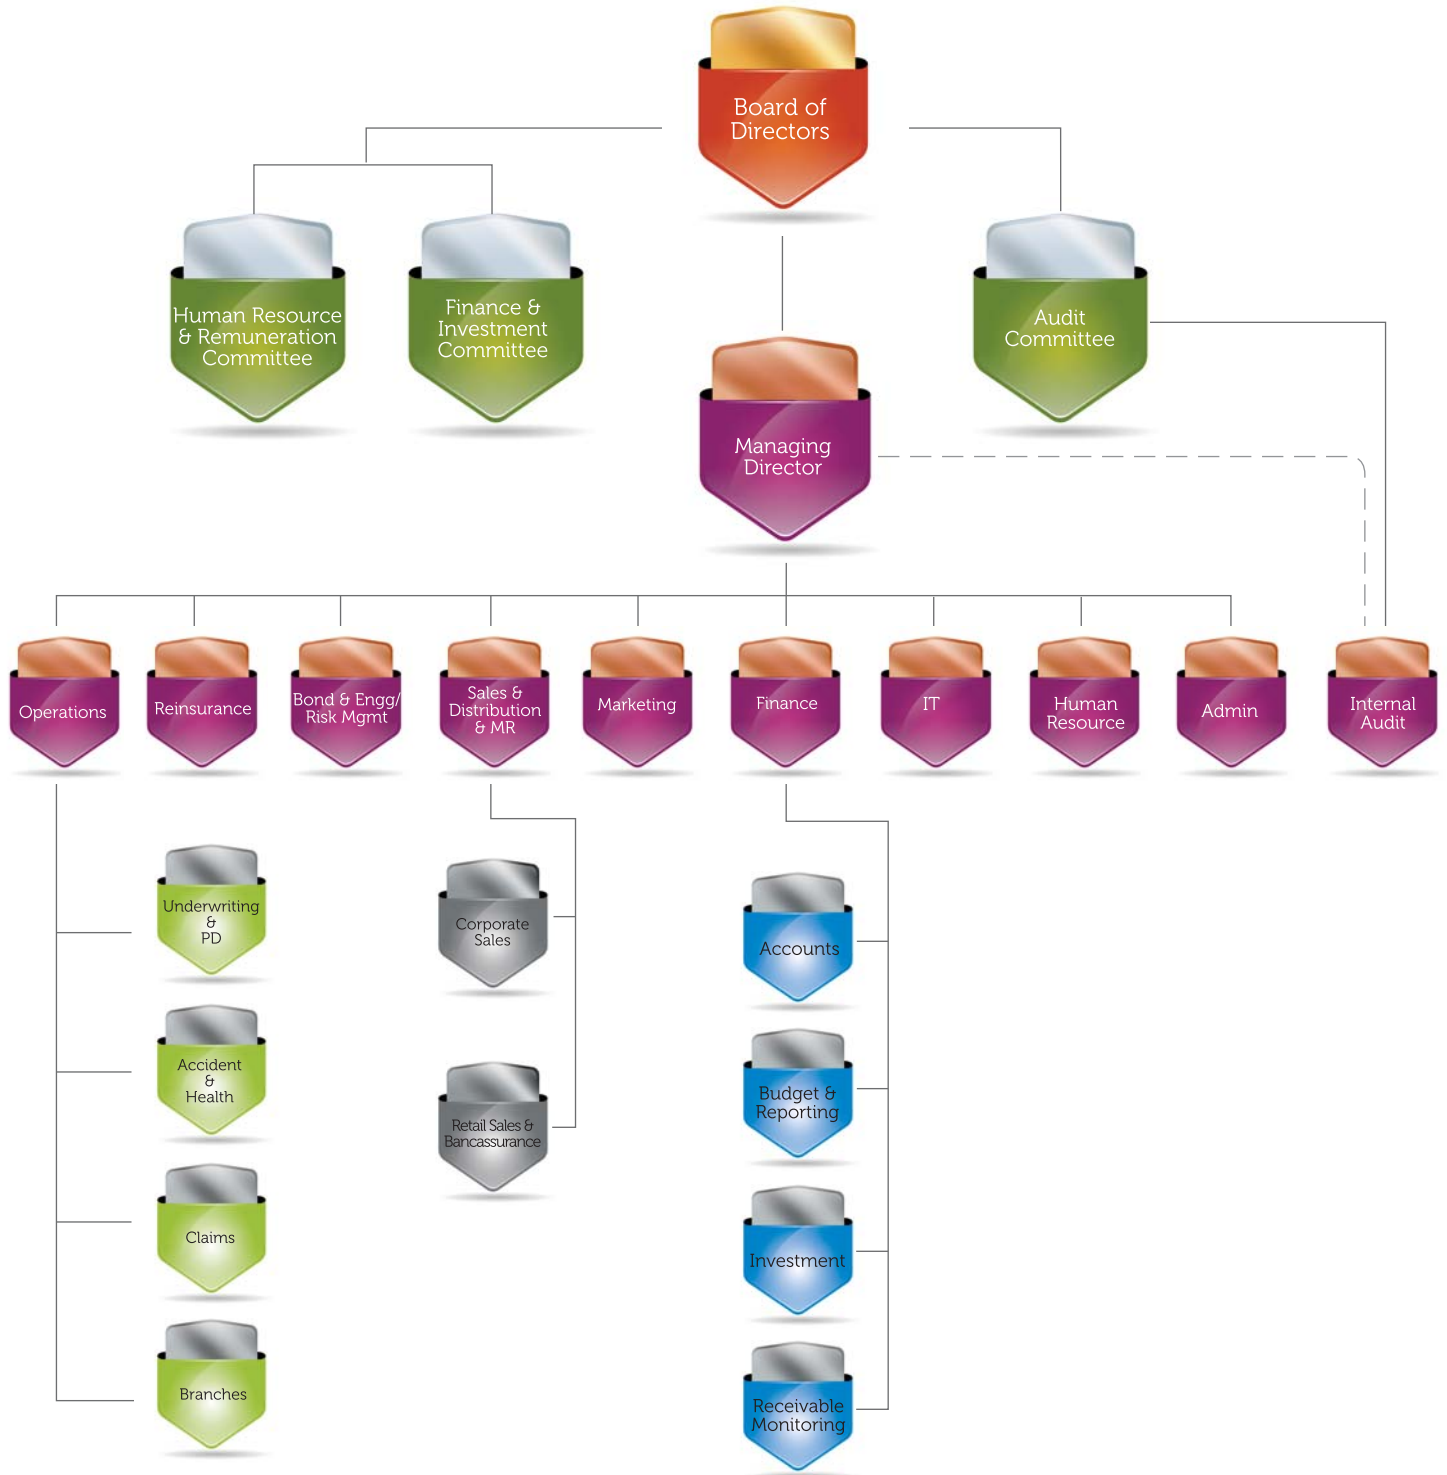 Board of
Directors
Human Resource
& Remuneration
Committee
Finance &
Investment
Committee
Audit
Committee
Managing
Director
Operations
Reinsurance
Bond & Engg/
Risk Mgmt
Sales &
Distribution
& MR
Marketing
Finance
IT
Human
Resource
Admin
Internal
Audit
Underwriting
&
PD
Accident
&
Health
Claims
Branches
Corporate
Sales
Retail Sales &
Bancassurance
Accounts
Budget &
Reporting
Investment
Receivable
Monitoring